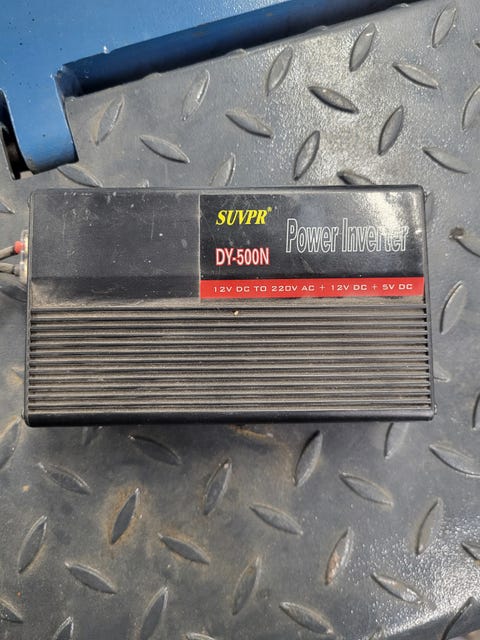 SUVPR®
Power Inverter
DY-500N
12V DC TO 220V AC + 12V DC + 5V DC